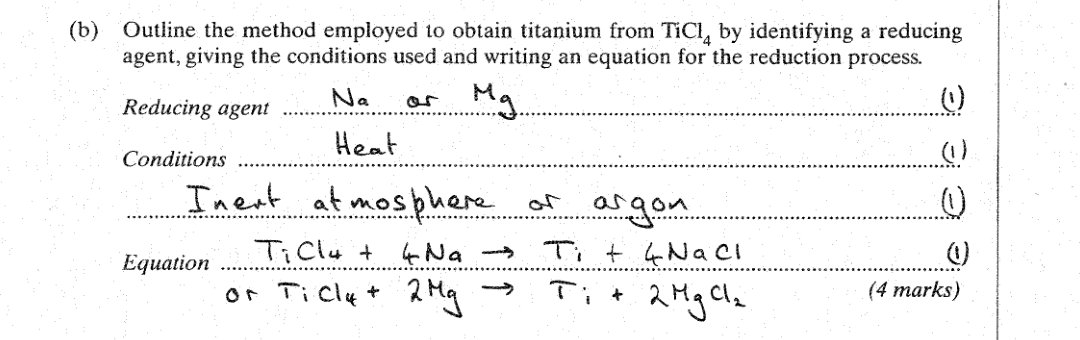 (b) Outline the method employed to obtain titanium from TiCl₄ by identifying a reducing
agent, giving the conditions used and writing an equation for the reduction process.
Reducing agent Na or Mg (1)
Conditions Heat (1)
Inert atmosphere or argon (1)
Equation TiCl₄ + 4Na → Ti + 4NaCl (1)
or TiCl₄ + 2Mg → Ti + 2MgCl₂ (4 marks)